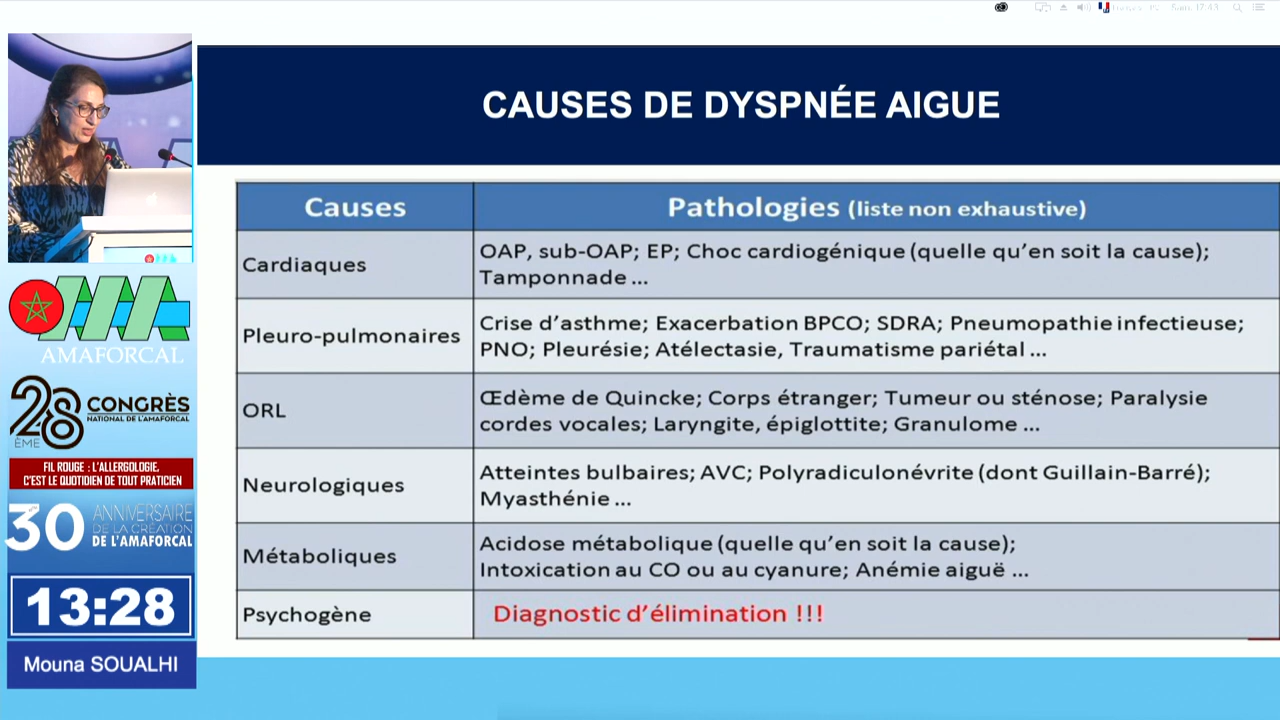 Sam. 17:43
CAUSES DE DYSPNÉE AIGUE
Causes
Pathologies (liste non exhaustive)
Cardiaques
OAP, sub-OAP; EP; Choc cardiogénique (quelle qu’en soit la cause);
Tamponnade ...
Pleuro-pulmonaires
Crise d’asthme; Exacerbation BPCO; SDRA; Pneumopathie infectieuse;
PNO; Pleurésie; Atélectasie, Traumatisme pariétal ...
ORL
Œdème de Quincke; Corps étranger; Tumeur ou sténose; Paralysie
cordes vocales; Laryngite, épiglottite; Granulome ...
Neurologiques
Atteintes bulbaires; AVC; Polyradiculonévrite (dont Guillain-Barré);
Myasthénie ...
Métaboliques
Acidose métabolique (quelle qu’en soit la cause);
Intoxication au CO ou au cyanure; Anémie aiguë ...
Psychogène
Diagnostic d’élimination !!!
AMAFORCAL
28
ÈME
CONGRÈS
NATIONAL DE L'AMAFORCAL
FIL ROUGE : L'ALLERGOLOGIE,
C'EST LE QUOTIDIEN DE TOUT PRATICIEN
30
ANNIVERSAIRE
DE LA CRÉATION
DE L'AMAFORCAL
13:28
Mouna SOUALHI